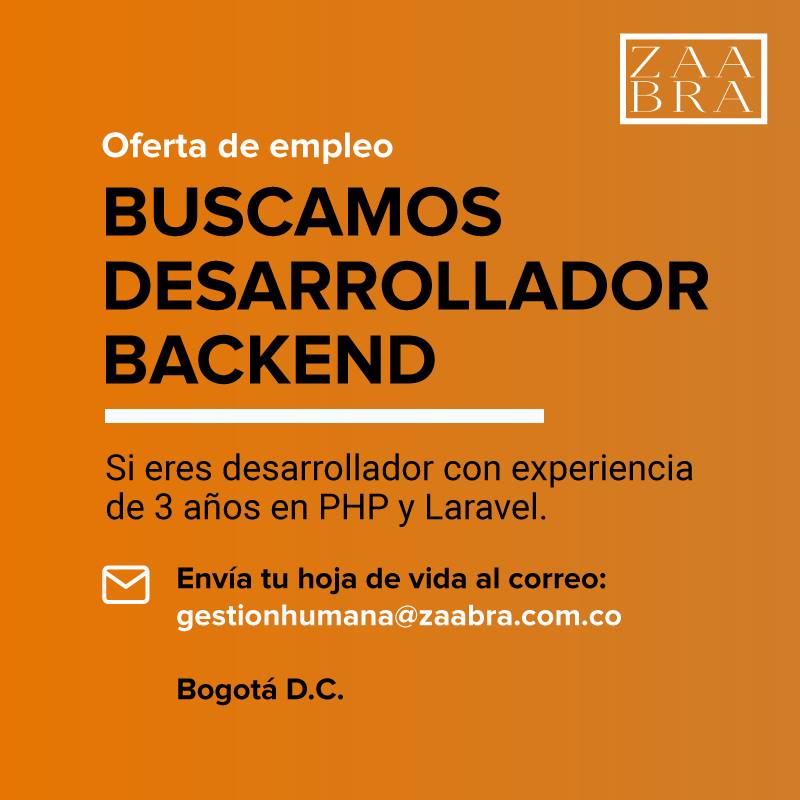 ZAA
BRA
Oferta de empleo
BUSCAMOS
DESARROLLADOR
BACKEND
Si eres desarrollador con experiencia
de 3 años en PHP y Laravel.
Envía tu hoja de vida al correo:
gestionhumana@zaabra.com.co
Bogotá D.C.